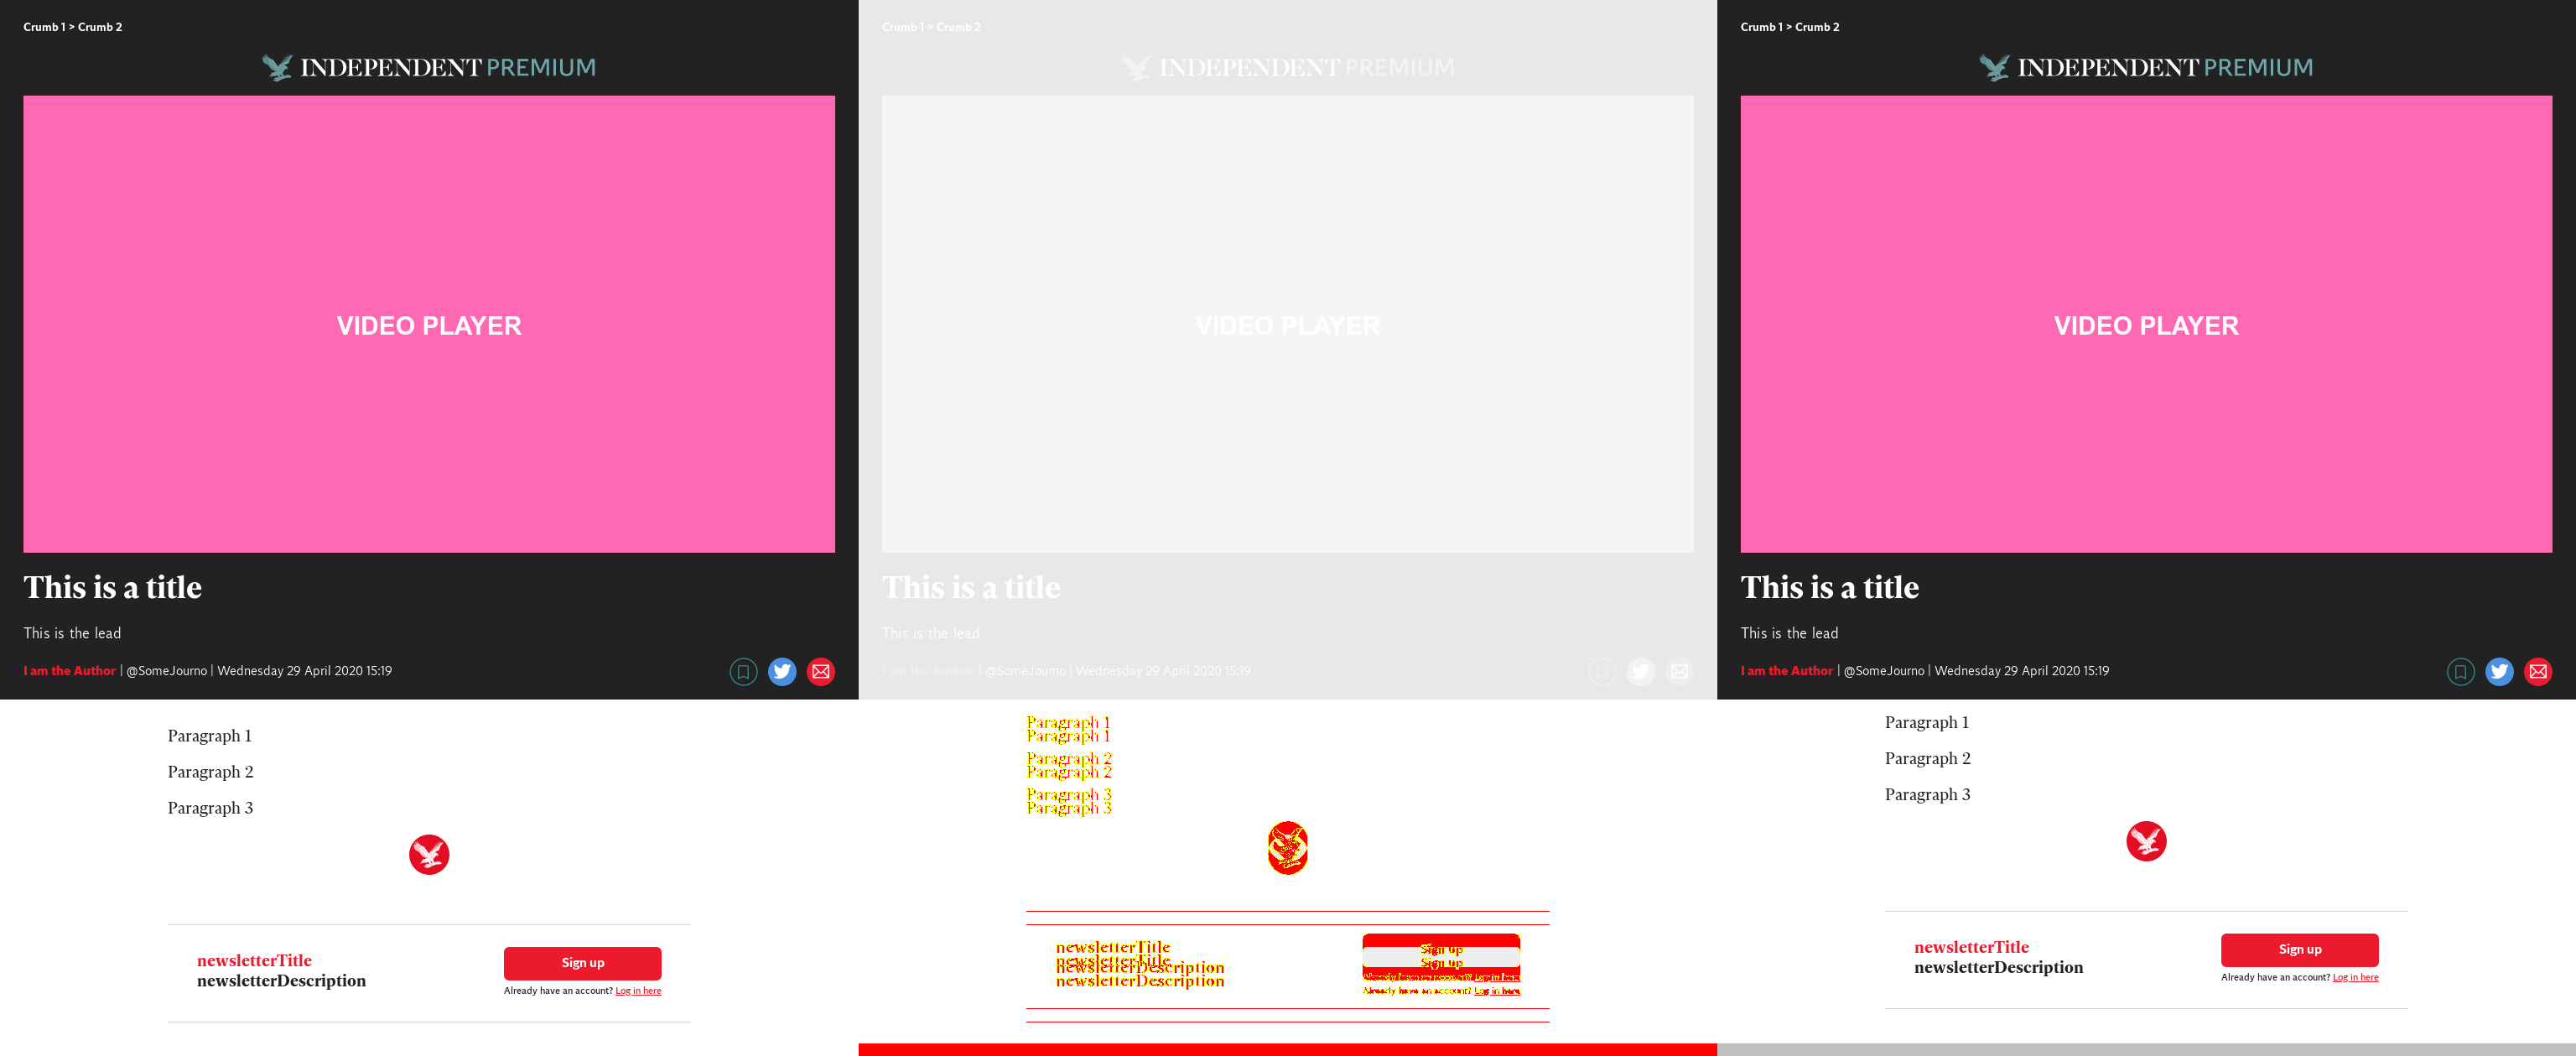 Crumb 1 > Crumb 2
INDEPENDENT PREMIUM
VIDEO PLAYER
This is a title
This is the lead
I am the Author | @SomeJourno | Wednesday 29 April 2020 15:19
Paragraph 1
Paragraph 2
Paragraph 3
newsletterTitle
newsletterDescription
Sign up
Already have an account? Log in here
Crumb 1 > Crumb 2
INDEPENDENT PREMIUM
VIDEO PLAYER
This is a title
This is the lead
I am the Author | @SomeJourno | Wednesday 29 April 2020 15:19
Paragraph 1
Paragraph 1
Paragraph 2
Paragraph 2
Paragraph 3
Paragraph 3
newsletterTitle
newsletterTitle
newsletterDescription
newsletterDescription
Sign up
Sign up
Already have an account? Log in here
Already have an account? Log in here
Crumb 1 > Crumb 2
INDEPENDENT PREMIUM
VIDEO PLAYER
This is a title
This is the lead
I am the Author | @SomeJourno | Wednesday 29 April 2020 15:19
Paragraph 1
Paragraph 2
Paragraph 3
newsletterTitle
newsletterDescription
Sign up
Already have an account? Log in here